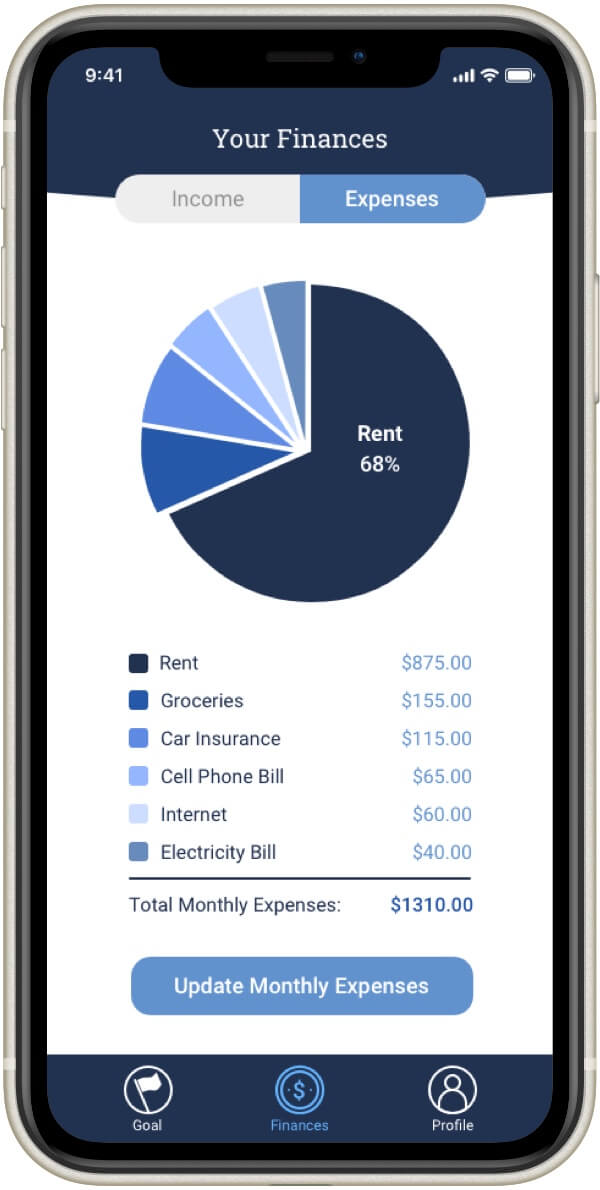 9:41
Your Finances
Income Expenses
Rent
68%
Rent $875.00
Groceries $155.00
Car Insurance $115.00
Cell Phone Bill $65.00
Internet $60.00
Electricity Bill $40.00
Total Monthly Expenses: $1310.00
Update Monthly Expenses
$
Goal Finances Profile